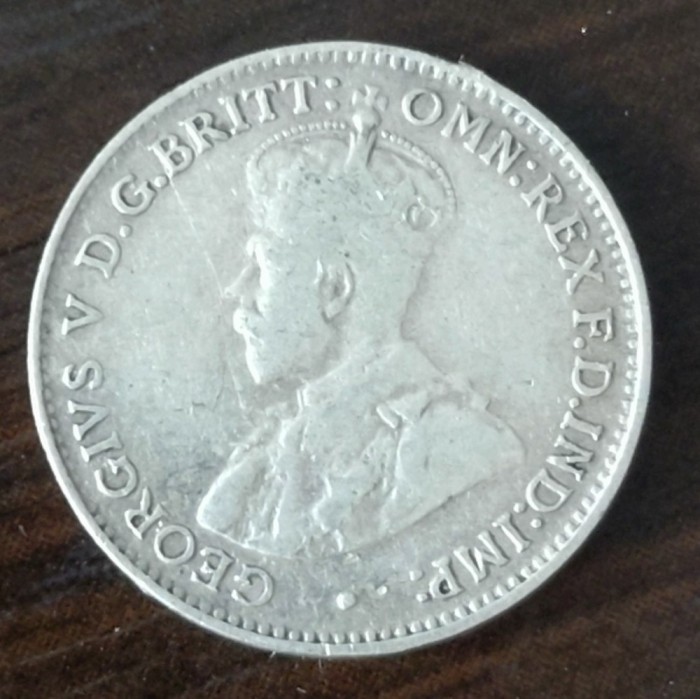 GEORGIVS V D.G.BRITT: OMN: REX F.D.IND:IMP: